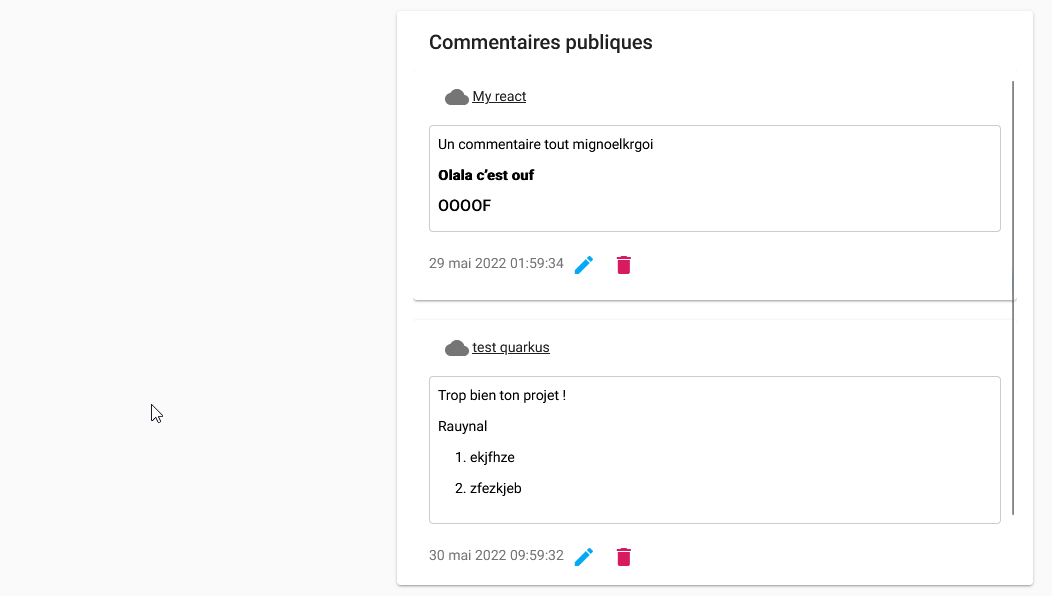 Commentaires publiques
My react
Un commentaire tout mignoelkrgoi
Olala c’est ouf
OOOOF
29 mai 2022 01:59:34
test quarkus
Trop bien ton projet !
Rauynal
1. ekjfhze
2. zfezkjeb
30 mai 2022 09:59:32